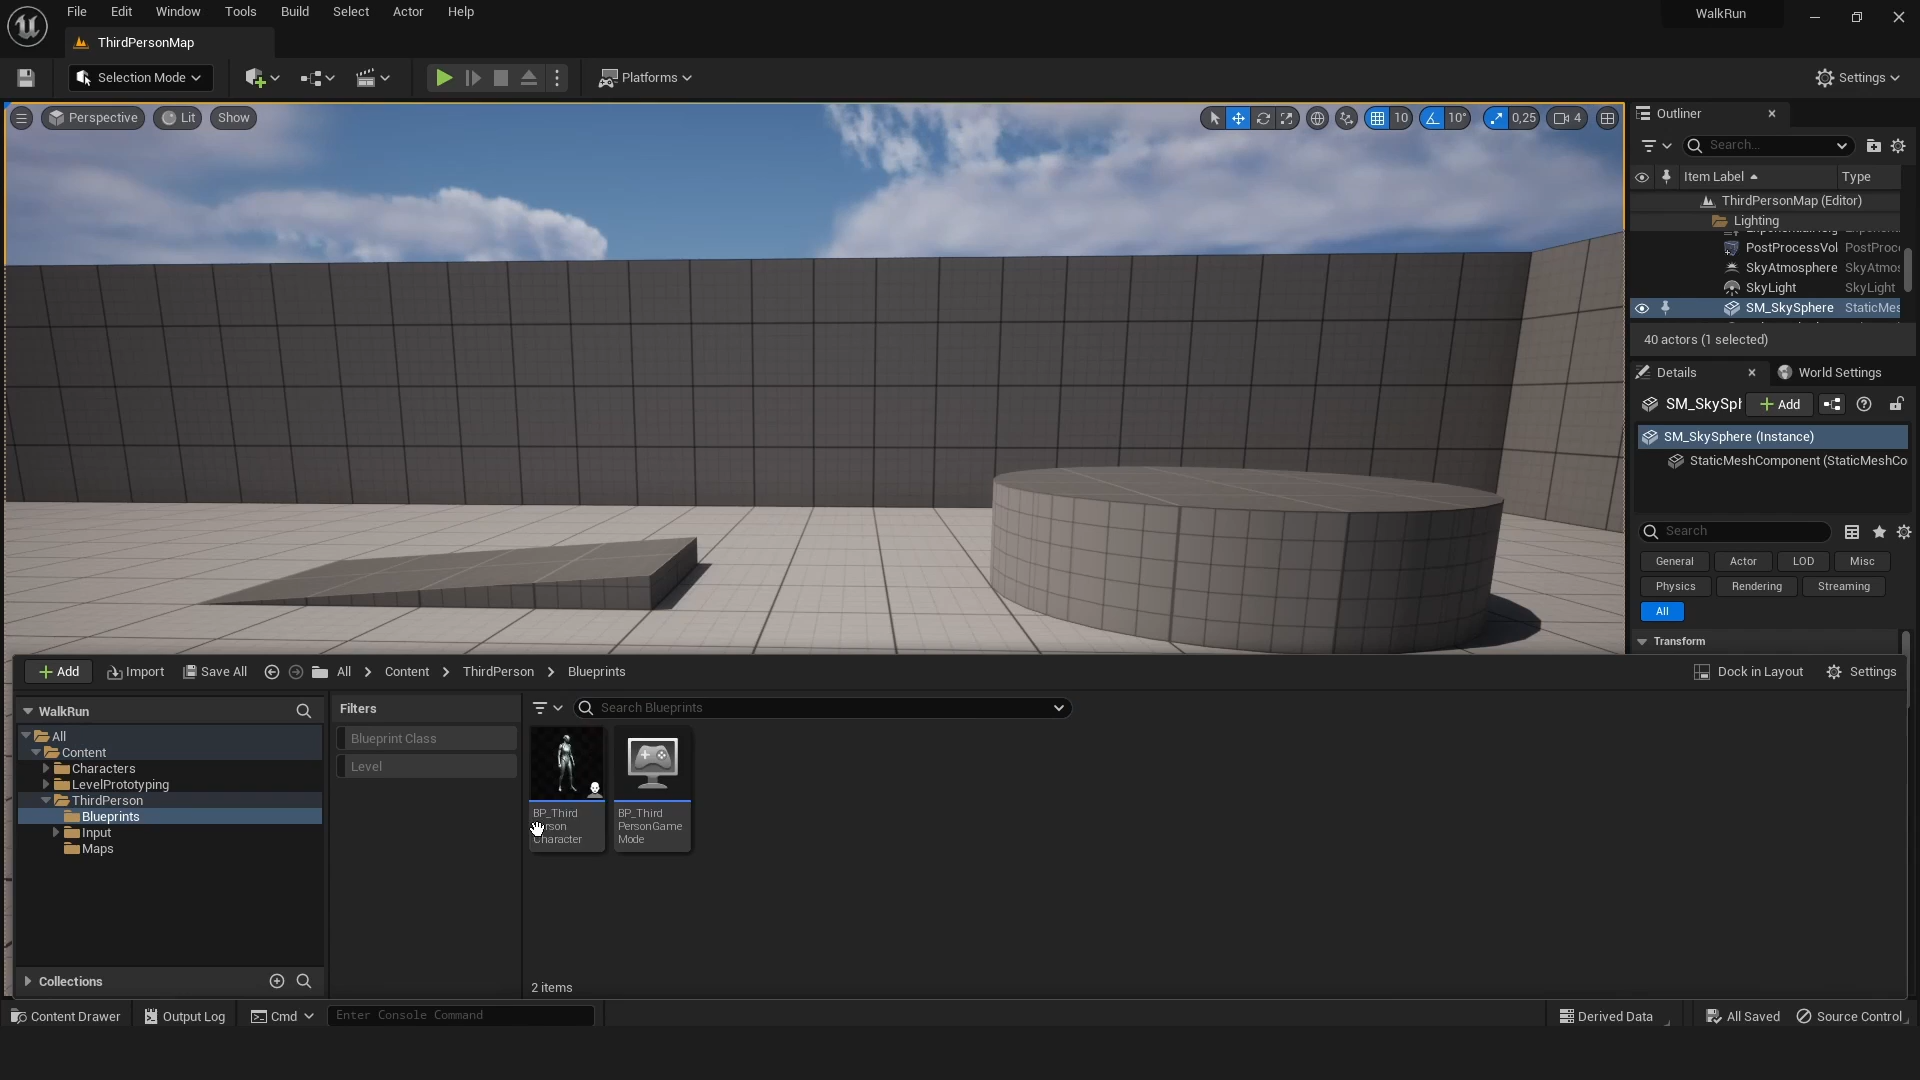 File Edit Window Tools Build Select Actor Help
WalkRun
ThirdPersonMap
Selection Mode
Platforms
Settings
Perspective
Lit
Show
10
10°
0,25
4
Outliner
Search...
Item Label
Type
ThirdPersonMap (Editor)
Lighting
PostProcessVol PostProc
SkyAtmosphere SkyAtmos
SkyLight SkyLight
SM_SkySphere StaticMes
40 actors (1 selected)
Details
World Settings
SM_SkySph
Add
SM_SkySphere (Instance)
StaticMeshComponent (StaticMeshCo
Search
General Actor LOD Misc
Physics Rendering Streaming
All
Transform
Add Import Save All All Content ThirdPerson Blueprints
Dock in Layout Settings
WalkRun
All
Content
Characters
LevelPrototyping
ThirdPerson
Blueprints
Input
Maps
Collections
Filters
Blueprint Class
Level
Search Blueprints
BP_Third
Person
Character
BP_Third
PersonGame
Mode
2 items
Content Drawer Output Log Cmd Enter Console Command
Derived Data All Saved Source Control